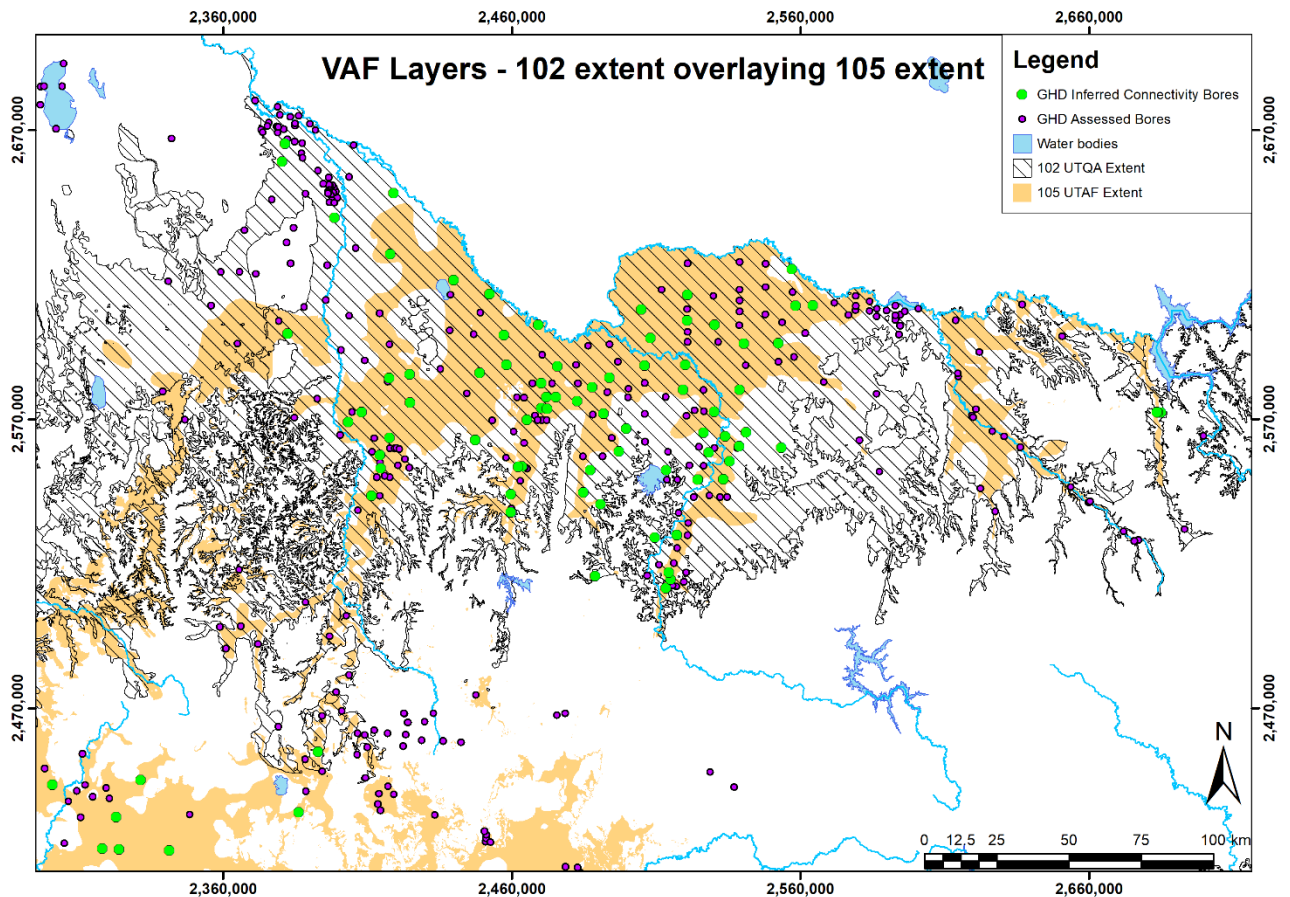 2,360,000 2,460,000 2,560,000 2,660,000
VAF Layers - 102 extent overlaying 105 extent
Legend
GHD Inferred Connectivity Bores
GHD Assessed Bores
Water bodies
102 UTQA Extent
105 UTAF Extent
2,670,000 2,670,000
2,570,000 2,570,000
2,470,000 2,470,000
N
0 12.5 25 50 75 100 km
2,360,000 2,460,000 2,560,000 2,660,000